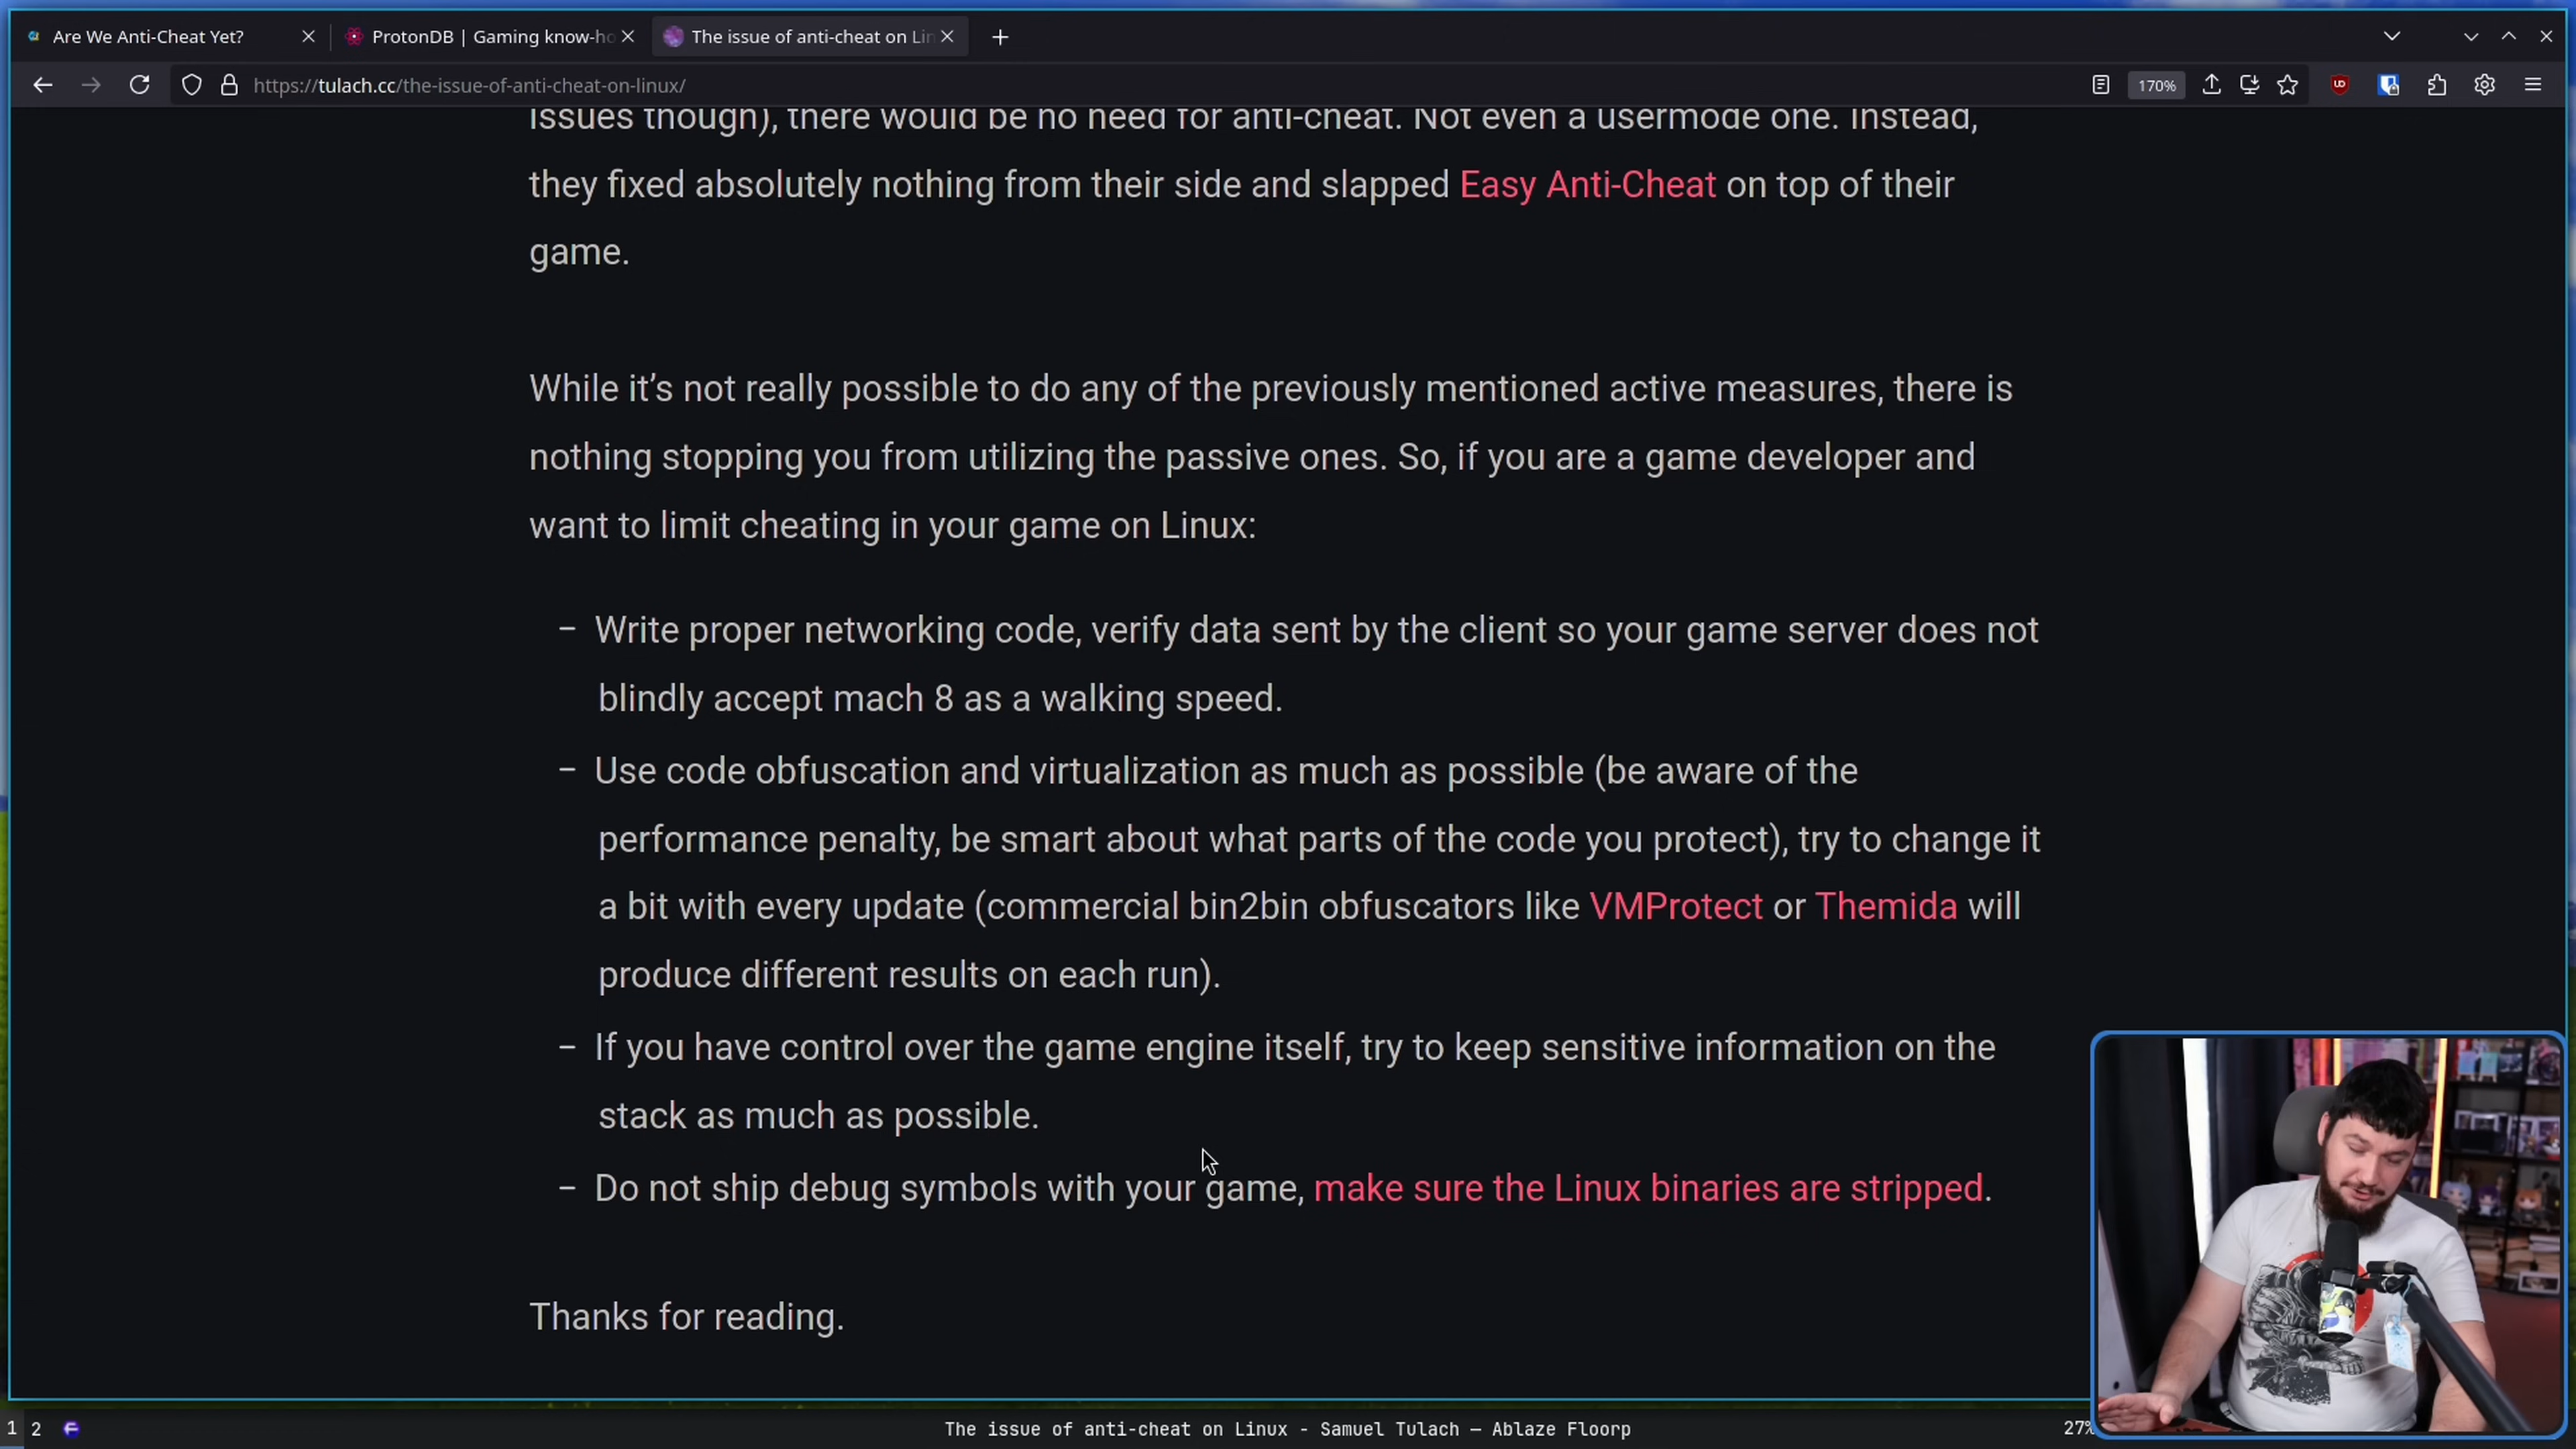 Are We Anti-Cheat Yet?
ProtonDB | Gaming know-ho
The issue of anti-cheat on Lin
https://tulach.cc/the-issue-of-anti-cheat-on-linux/
170%
issues though), there would be no need for anti-cheat. Not even a usermode one. Instead,
they fixed absolutely nothing from their side and slapped Easy Anti-Cheat on top of their
game.
While it’s not really possible to do any of the previously mentioned active measures, there is
nothing stopping you from utilizing the passive ones. So, if you are a game developer and
want to limit cheating in your game on Linux:
– Write proper networking code, verify data sent by the client so your game server does not
blindly accept mach 8 as a walking speed.
– Use code obfuscation and virtualization as much as possible (be aware of the
performance penalty, be smart about what parts of the code you protect), try to change it
a bit with every update (commercial bin2bin obfuscators like VMProtect or Themida will
produce different results on each run).
– If you have control over the game engine itself, try to keep sensitive information on the
stack as much as possible.
– Do not ship debug symbols with your game, make sure the Linux binaries are stripped.
Thanks for reading.
1 2
The issue of anti-cheat on Linux - Samuel Tulach — Ablaze Floorp
27%